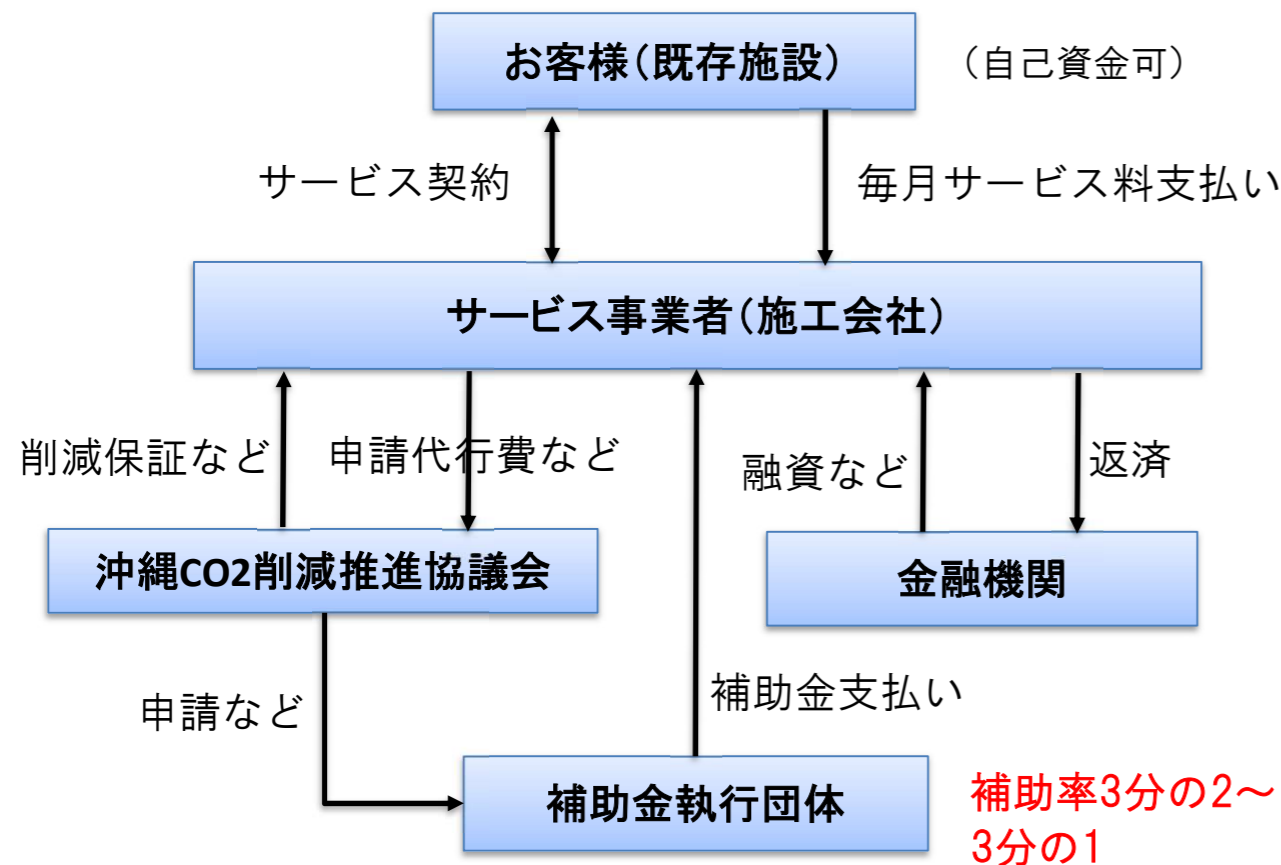 お客様（既存施設）
（自己資金可）
サービス契約
毎月サービス料支払い
サービス事業者（施工会社）
削減保証など
申請代行費など
融資など
返済
沖縄CO2削減推進協議会
金融機関
申請など
補助金支払い
補助金執行団体
補助率3分の2～
3分の1